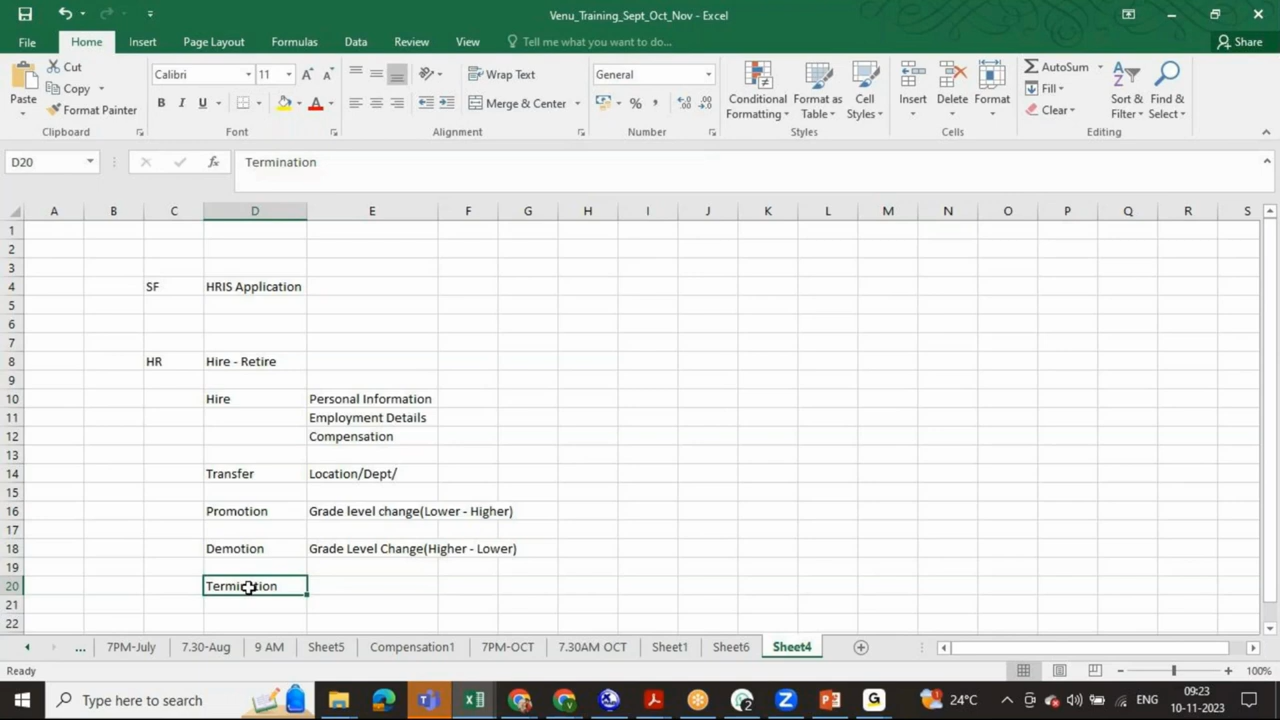 Venu_Training_Sept_Oct_Nov - Excel
File Home Insert Page Layout Formulas Data Review View Tell me what you want to do... Share
Cut
Copy
Format Painter
Paste
Clipboard
Calibri 11
B I U
Font
Wrap Text
Merge & Center
Alignment
General
Number
Conditional Formatting
Format as Table
Cell Styles
Styles
Insert Delete Format
Cells
AutoSum
Fill
Clear
Sort & Filter
Find & Select
Editing
D20 fx Termination
A B C D E F G H I J K L M N O P Q R S
1
2
3
4 SF HRIS Application
5
6
7
8 HR Hire - Retire
9
10 Hire Personal Information
11 Employment Details
12 Compensation
13
14 Transfer Location/Dept/
15
16 Promotion Grade level change(Lower - Higher)
17
18 Demotion Grade Level Change(Higher - Lower)
19
20 Termination
21
22
... 7PM-July 7.30-Aug 9 AM Sheet5 Compensation1 7PM-OCT 7.30AM OCT Sheet1 Sheet6 Sheet4
Ready 100%
Type here to search 24°C ENG 09:23
10-11-2023